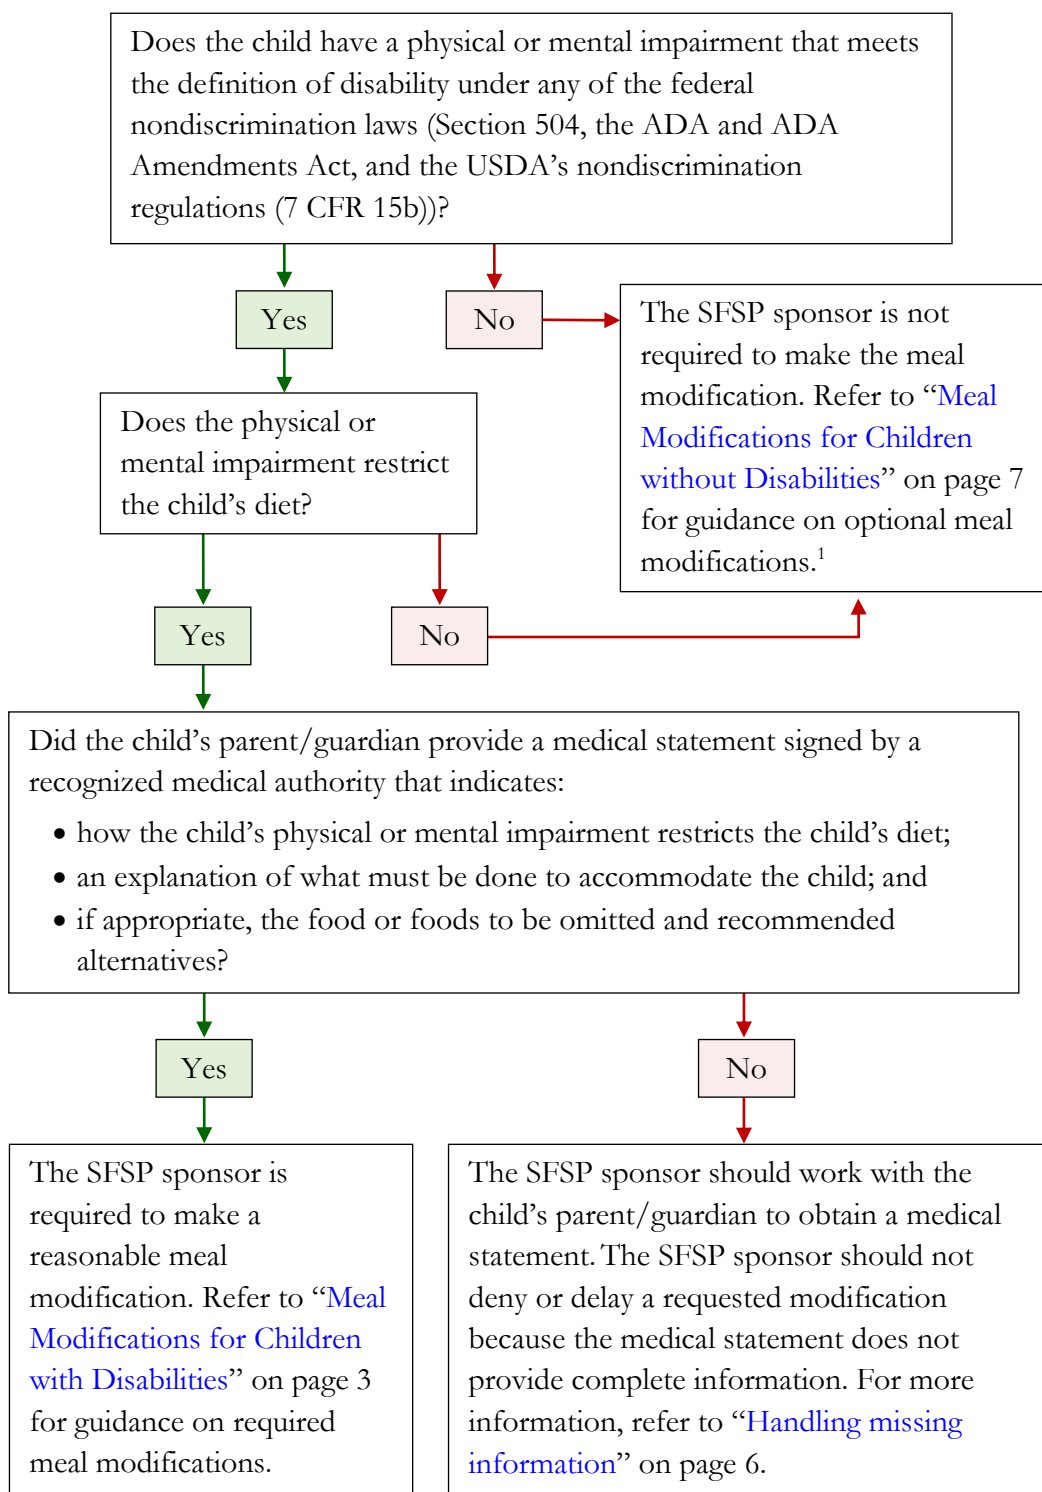 Does the child have a physical or mental impairment that meets
the definition of disability under any of the federal
nondiscrimination laws (Section 504, the ADA and ADA
Amendments Act, and the USDA’s nondiscrimination
regulations (7 CFR 15b))?
Yes
No
The SFSP sponsor is not
required to make the meal
modification. Refer to “Meal
Modifications for Children
without Disabilities” on page 7
for guidance on optional meal
modifications.1
Does the physical or
mental impairment restrict
the child’s diet?
Yes
No
Did the child’s parent/guardian provide a medical statement signed by a
recognized medical authority that indicates:
• how the child’s physical or mental impairment restricts the child’s diet;
• an explanation of what must be done to accommodate the child; and
• if appropriate, the food or foods to be omitted and recommended
alternatives?
Yes
No
The SFSP sponsor is
required to make a
reasonable meal
modification. Refer to “Meal
Modifications for Children
with Disabilities” on page 3
for guidance on required
meal modifications.
The SFSP sponsor should work with the
child’s parent/guardian to obtain a medical
statement. The SFSP sponsor should not
deny or delay a requested modification
because the medical statement does not
provide complete information. For more
information, refer to “Handling missing
information” on page 6.